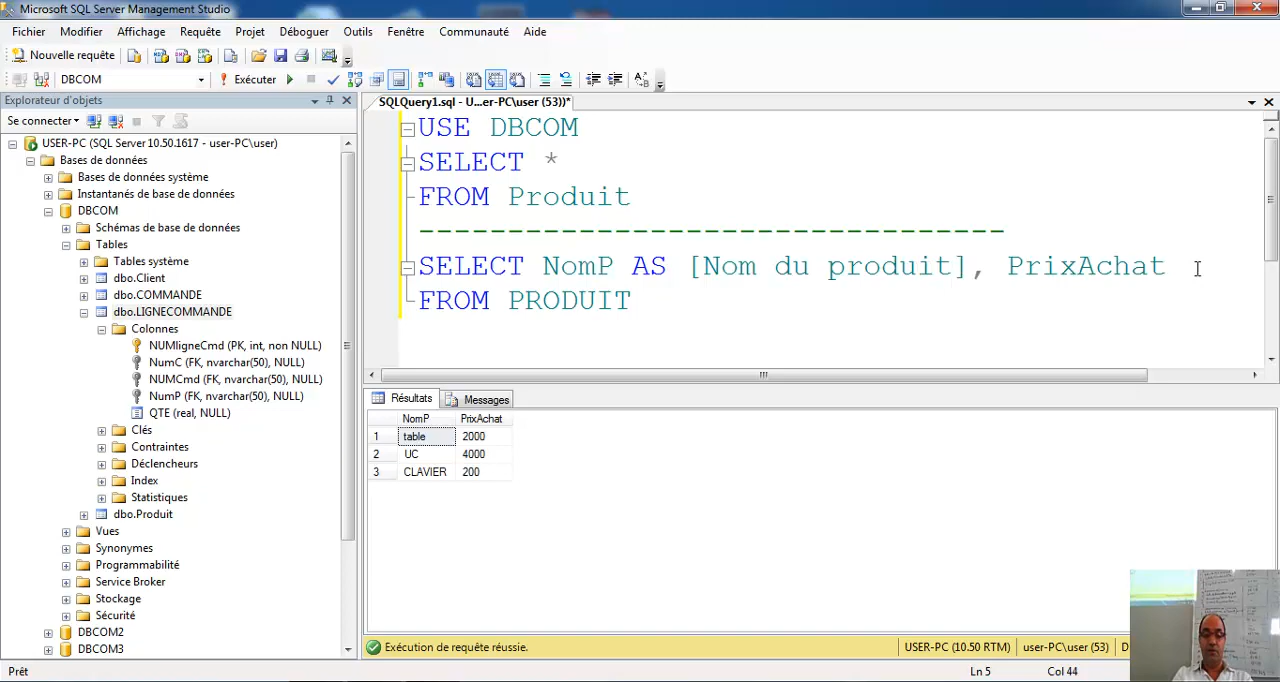 Microsoft SQL Server Management Studio
Fichier Modifier Affichage Requête Projet Déboguer Outils Fenêtre Communauté Aide
Nouvelle requête
DBCOM Exécuter
Explorateur d'objets
Se connecter
USER-PC (SQL Server 10.50.1617 - user-PC\user)
Bases de données
Bases de données système
Instantanés de base de données
DBCOM
Schémas de base de données
Tables
Tables système
dbo.Client
dbo.COMMANDE
dbo.LIGNECOMMANDE
Colonnes
NUMligneCmd (PK, int, non NULL)
NumC (FK, nvarchar(50), NULL)
NUMCmd (FK, nvarchar(50), NULL)
NumP (FK, nvarchar(50), NULL)
QTE (real, NULL)
Clés
Contraintes
Déclencheurs
Index
Statistiques
dbo.Produit
Vues
Synonymes
Programmabilité
Service Broker
Stockage
Sécurité
DBCOM2
DBCOM3
SQLQuery1.sql - U...er-PC\user (53))*
USE DBCOM
SELECT *
FROM Produit
---------------------------------
SELECT NomP AS [Nom du produit], PrixAchat
FROM PRODUIT
Résultats Messages
NomP PrixAchat
1 table 2000
2 UC 4000
3 CLAVIER 200
Exécution de requête réussie. USER-PC (10.50 RTM) user-PC\user (53) D
Prêt Ln 5 Col 44